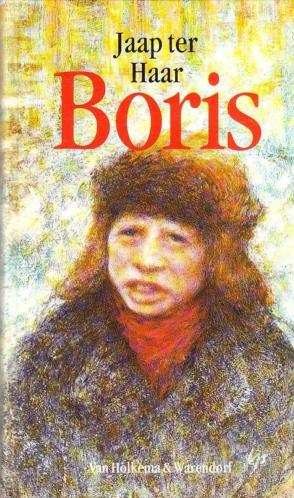 Jaap ter
Haar
Boris
Van Holkema & Warendorf